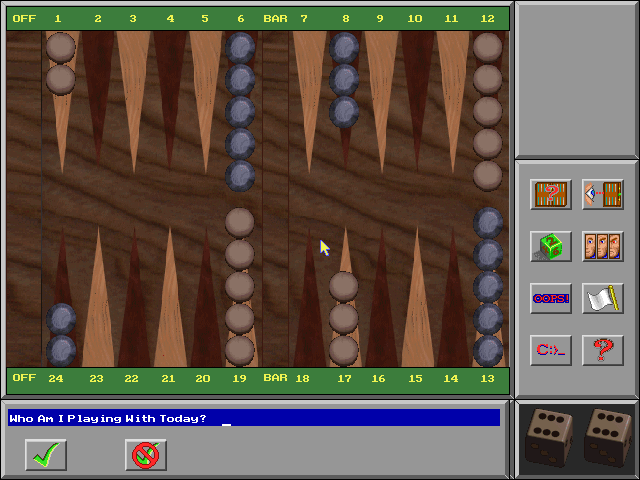 OFF 1 2 3 4 5 6 BAR 7 8 9 10 11 12
OOPS!
C:>_
OFF 24 23 22 21 20 19 BAR 18 17 16 15 14 13
Who Am I Playing With Today? _